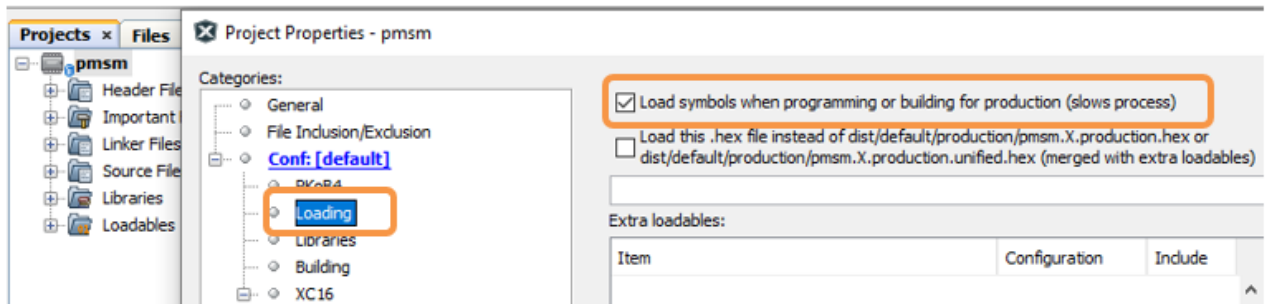 Projects × Files
Project Properties - pmsm
pmsm
Header File
Important
Linker Files
Source File
Libraries
Loadables
Categories:
General
File Inclusion/Exclusion
Conf: [default]
PKoB4
Loading
Libraries
Building
XC16
Load symbols when programming or building for production (slows process)
Load this .hex file instead of dist/default/production/pmsm.X.production.hex or
dist/default/production/pmsm.X.production.unified.hex (merged with extra loadables)
Extra loadables:
Item Configuration Include